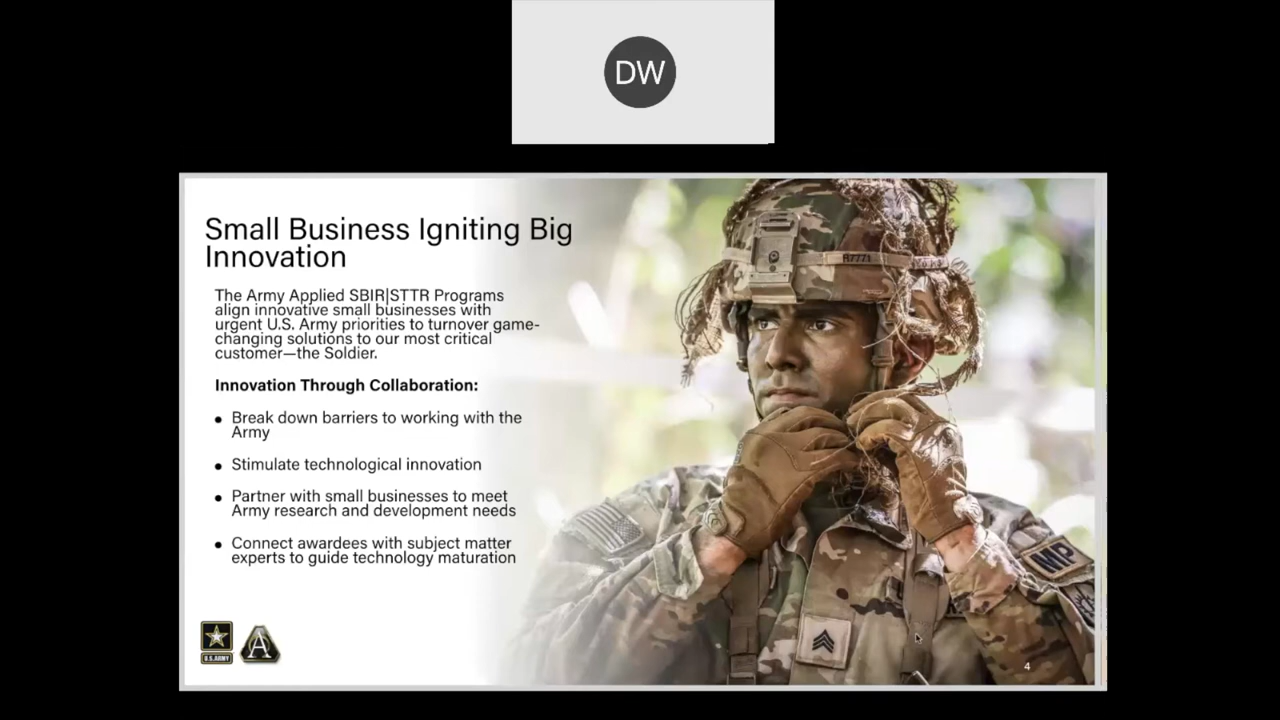 DW
Small Business Igniting Big
Innovation
The Army Applied SBIR|STTR Programs
align innovative small businesses with
urgent U.S. Army priorities to turnover game-
changing solutions to our most critical
customer—the Soldier.
Innovation Through Collaboration:
• Break down barriers to working with the
Army
• Stimulate technological innovation
• Partner with small businesses to meet
Army research and development needs
• Connect awardees with subject matter
experts to guide technology maturation
R7771
MP
U.S.ARMY
A
4